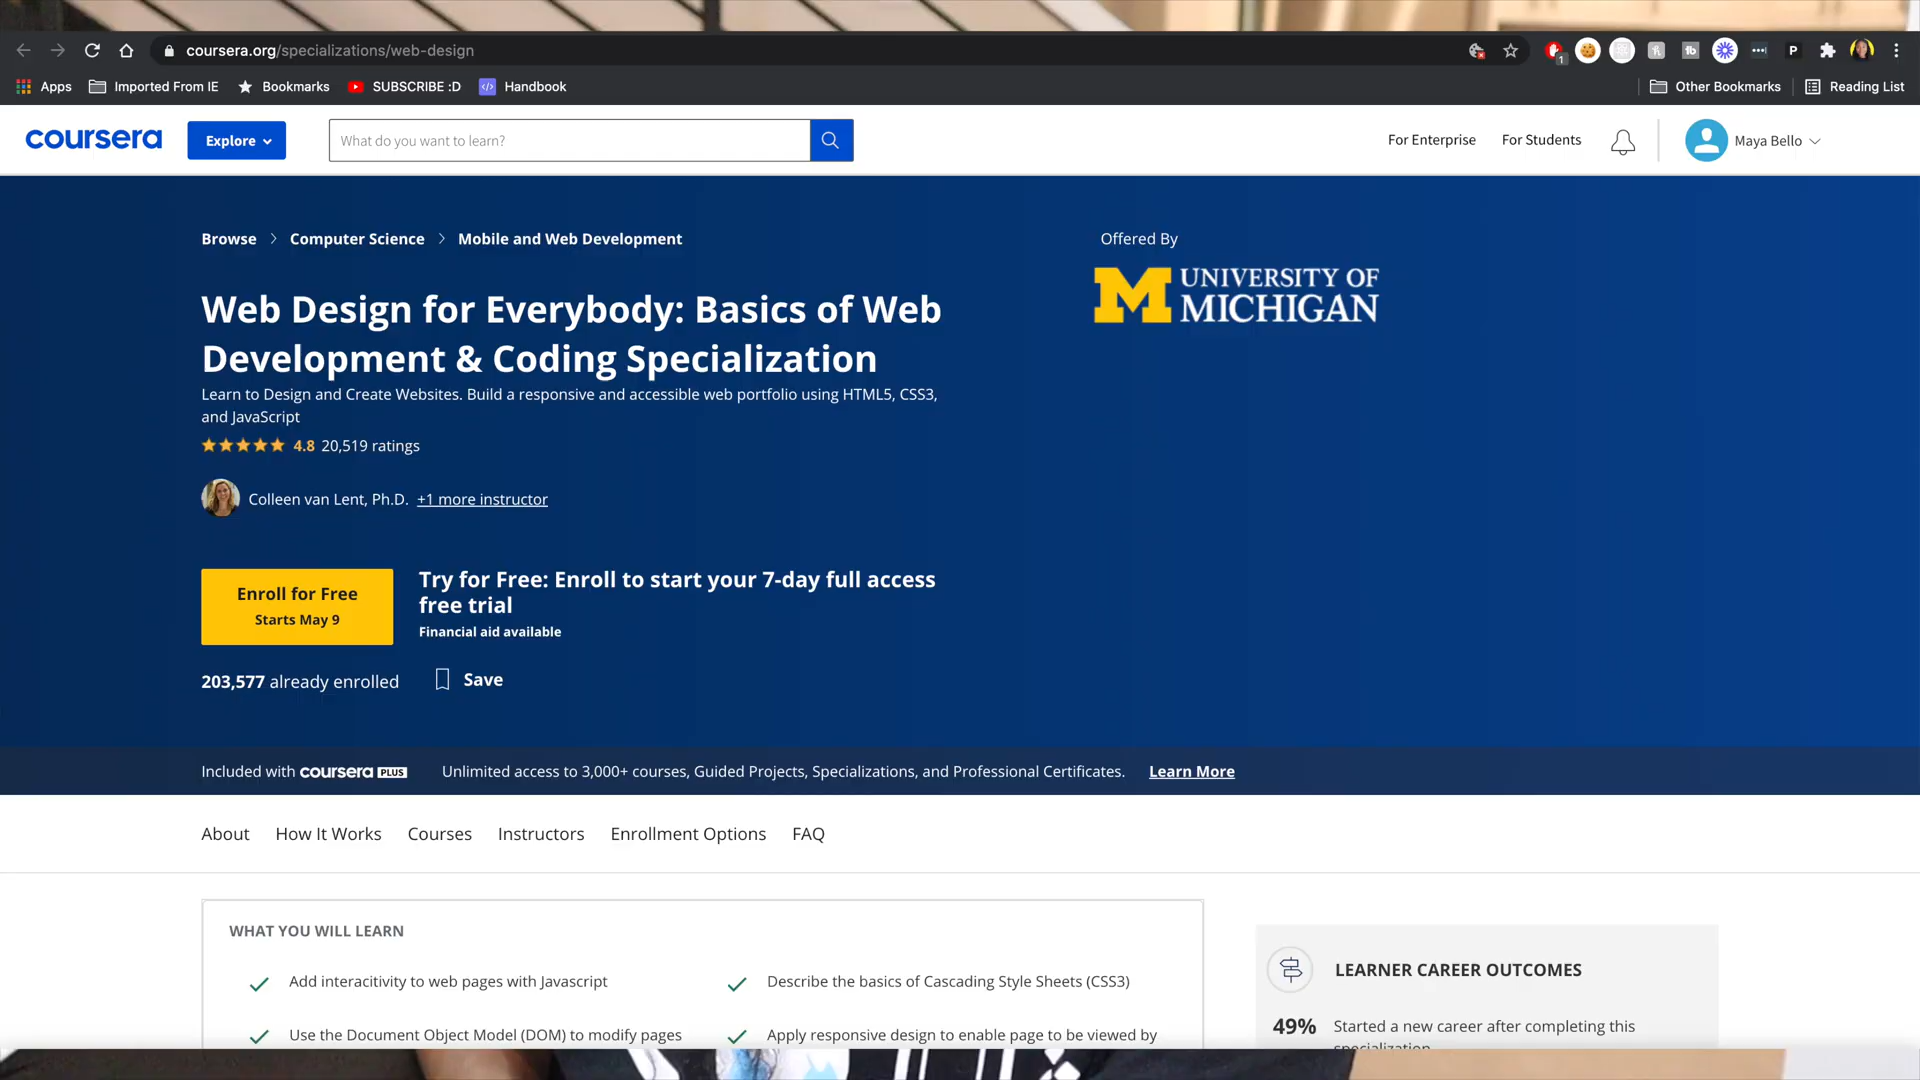 coursera.org/specializations/web-design
1
Apps
Imported From IE
Bookmarks
SUBSCRIBE :D
Handbook
Other Bookmarks
Reading List
coursera
Explore
What do you want to learn?
For Enterprise
For Students
Maya Bello
Browse > Computer Science > Mobile and Web Development
Web Design for Everybody: Basics of Web
Development & Coding Specialization
Learn to Design and Create Websites. Build a responsive and accessible web portfolio using HTML5, CSS3,
and JavaScript
4.8 20,519 ratings
Colleen van Lent, Ph.D. +1 more instructor
Enroll for Free
Starts May 9
Try for Free: Enroll to start your 7-day full access
free trial
Financial aid available
203,577 already enrolled
Save
Offered By
M UNIVERSITY OF
MICHIGAN
Included with coursera PLUS
Unlimited access to 3,000+ courses, Guided Projects, Specializations, and Professional Certificates.
Learn More
About
How It Works
Courses
Instructors
Enrollment Options
FAQ
WHAT YOU WILL LEARN
Add interacitivity to web pages with Javascript
Describe the basics of Cascading Style Sheets (CSS3)
Use the Document Object Model (DOM) to modify pages
Apply responsive design to enable page to be viewed by
LEARNER CAREER OUTCOMES
49% Started a new career after completing this
specialization